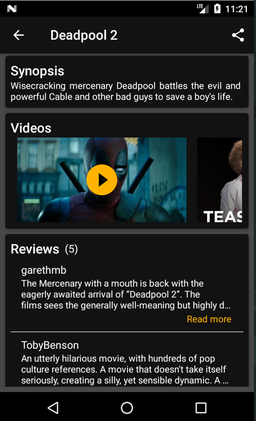 LTE 11:21
Deadpool 2
Synopsis
Wisecracking mercenary Deadpool battles the evil and
powerful Cable and other bad guys to save a boy's life.
Videos
TEAS
Reviews (5)
garethmb
The Mercenary with a mouth is back with the
eagerly awaited arrival of “Deadpool 2”. The
films sees the generally well-meaning but highly d...
Read more
TobyBenson
An utterly hilarious movie, with hundreds of pop
culture references. A movie that doesn't take itself
seriously, creating a silly, yet sensible dynamic. A ...